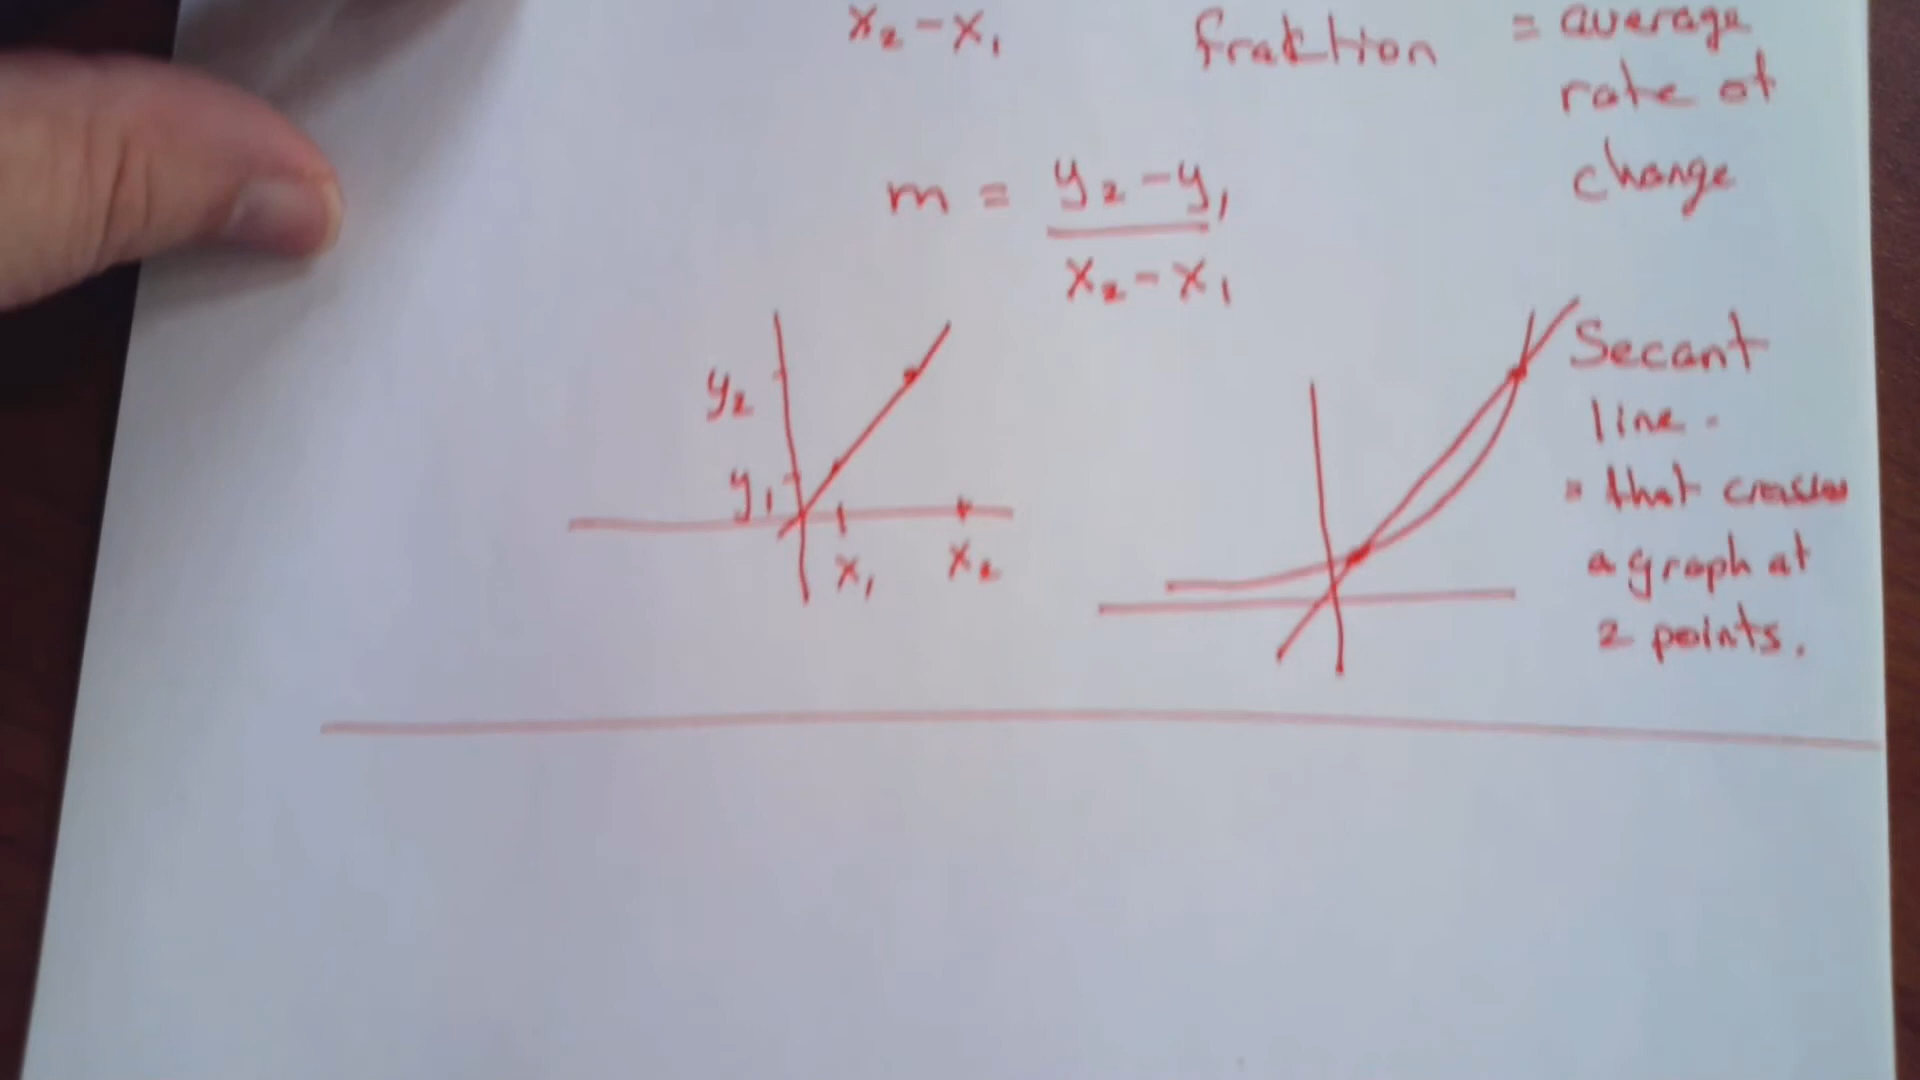 x₂-x₁ fraktion = average
rate of
change
m = y₂-y₁
x₂-x₁
y₂
y₁
x₁ x₂
Secant
line -
= that crosses
a graph at
2 points.